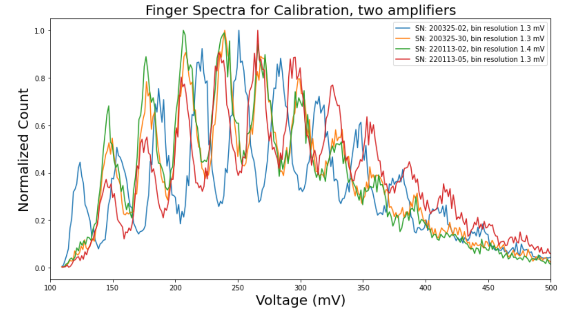 Finger Spectra for Calibration, two amplifiers
SN: 200325-02, bin resolution 1.3 mV
SN: 200325-30, bin resolution 1.3 mV
SN: 220113-02, bin resolution 1.4 mV
SN: 220113-05, bin resolution 1.3 mV
Normalized Count
1.0
0.8
0.6
0.4
0.2
0.0
100
150
200
250
300
350
400
450
500
Voltage (mV)